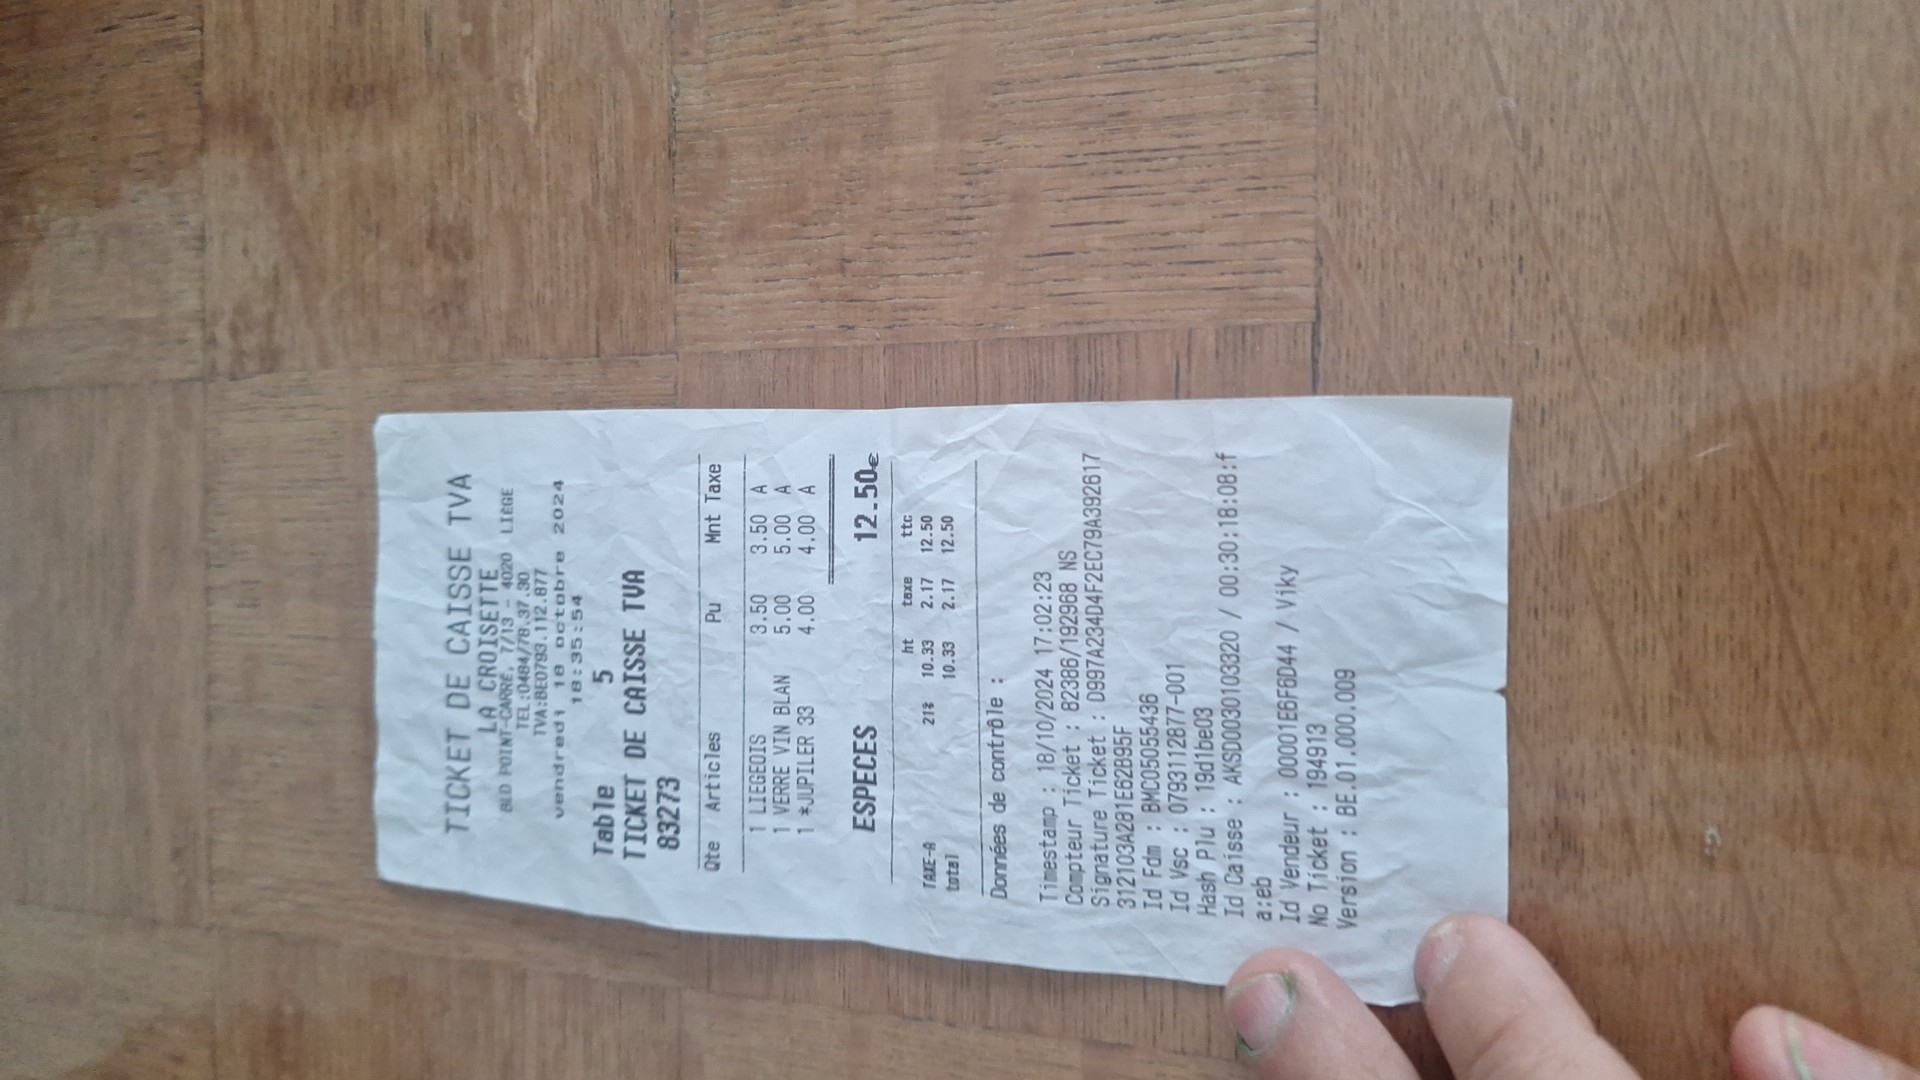 TICKET DE CAISSE TVA
LA CROISETTE
BLD POINT-CARRÉ, 7/13 - 4020 LIÈGE
TEL:0484/78.37.30
TVA:BE0793.112.877
vendredi 18 octobre 2024
18:35:54
Table 5
TICKET DE CAISSE TVA
83273
Qte Articles Pu Mnt Taxe
1 LIEGEOIS 3.50 3.50 A
1 VERRE VIN BLAN 5.00 5.00 A
1 *JUPILER 33 4.00 4.00 A
ESPECES 12.50€
ht taxe ttc
TAXE-A 21% 10.33 2.17 12.50
total 10.33 2.17 12.50
Données de contrôle :
Timestamp : 18/10/2024 17:02:23
Compteur Ticket : 82386/192968 NS
Signature Ticket : D997A234D4F2EC79A392617
312103A281E62B95F
Id Fdm : BMC05055436
Id Vsc : 0793112877-001
Hash Plu : 19d1be03
Id Caisse : AKSD0030103320 / 00:30:18:08:f
a:eb
Id Vendeur : 00001E6F6D44 / Viky
No Ticket : 194913
Version : BE.01.000.009